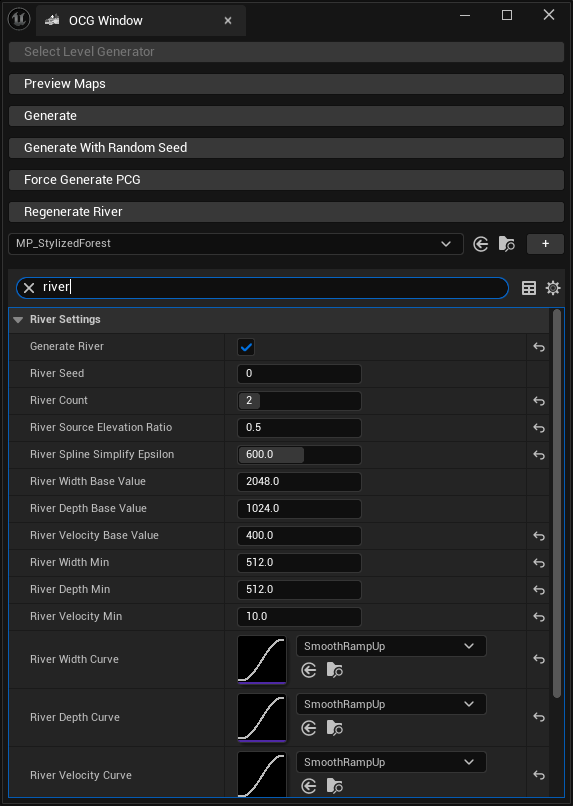 OCG Window
Select Level Generator
Preview Maps
Generate
Generate With Random Seed
Force Generate PCG
Regenerate River
MP_StylizedForest
+
river
River Settings
Generate River
River Seed 0
River Count 2
River Source Elevation Ratio 0.5
River Spline Simplify Epsilon 600.0
River Width Base Value 2048.0
River Depth Base Value 1024.0
River Velocity Base Value 400.0
River Width Min 512.0
River Depth Min 512.0
River Velocity Min 10.0
River Width Curve SmoothRampUp
River Depth Curve SmoothRampUp
River Velocity Curve SmoothRampUp